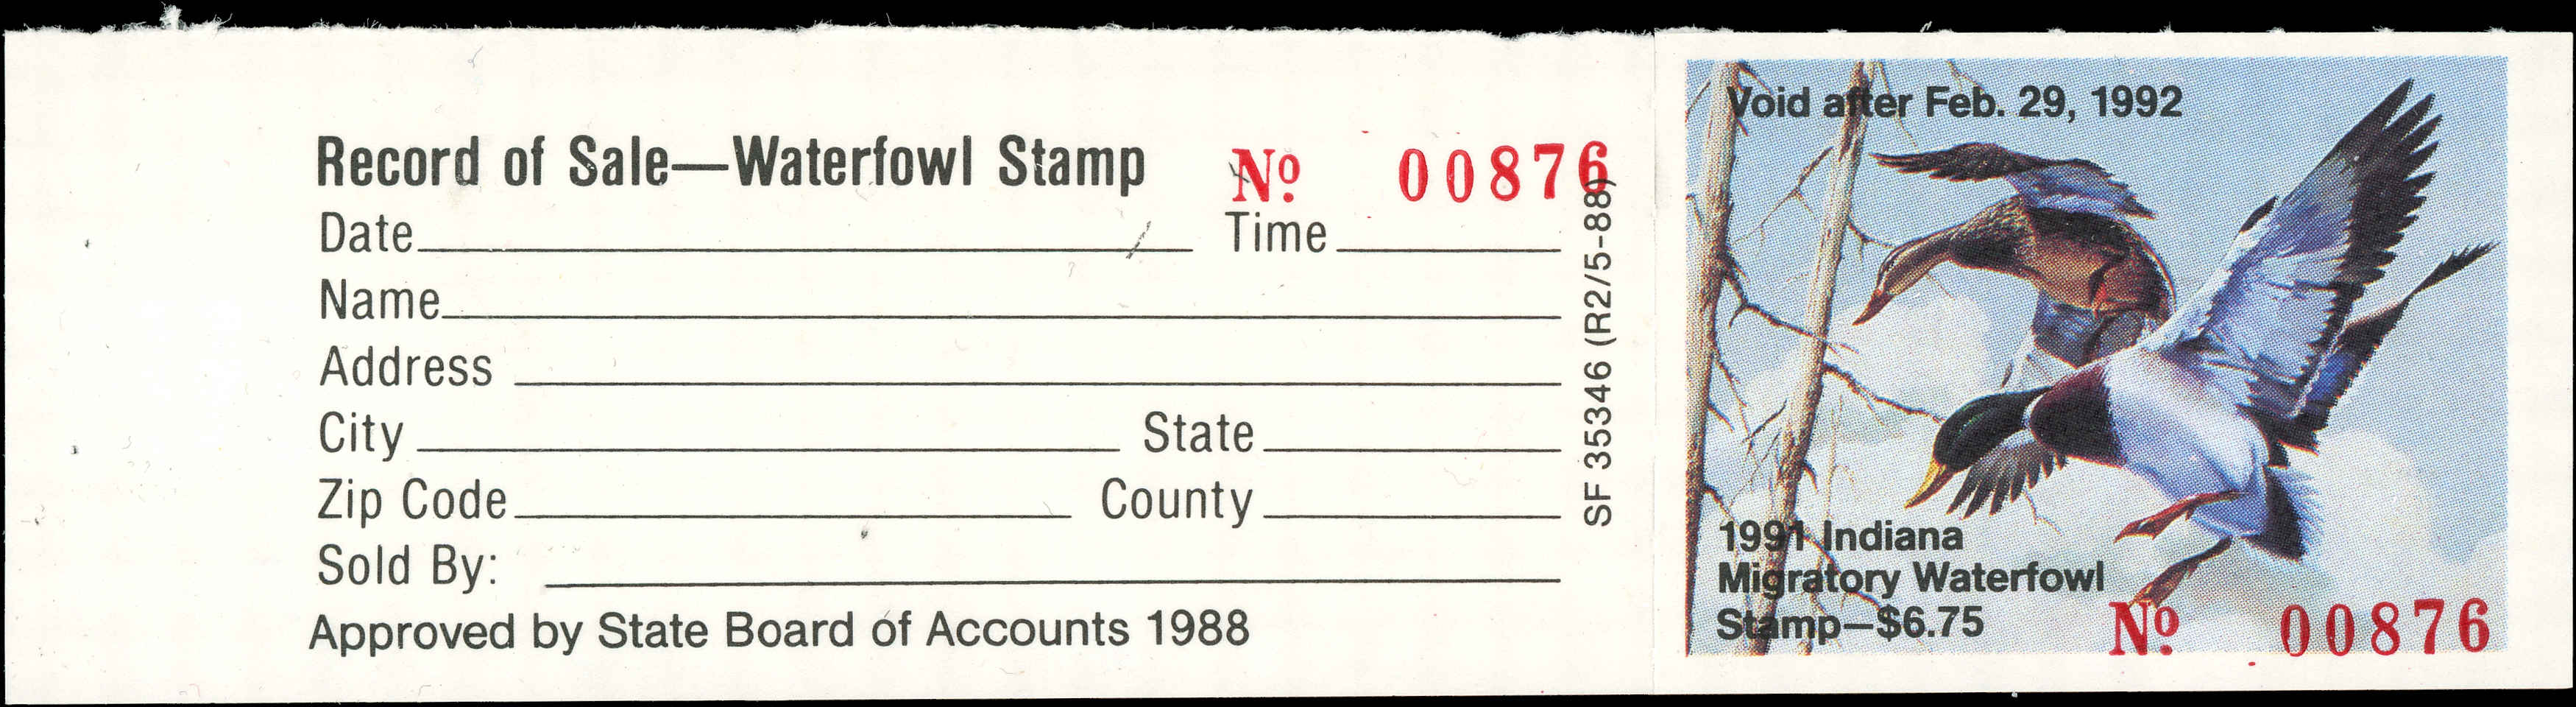 Record of Sale—Waterfowl Stamp № 00876
Date Time
Name
Address
City State
Zip Code County
Sold By:
Approved by State Board of Accounts 1988
SF 35346 (R2/5-88)
Void after Feb. 29, 1992
1991 Indiana
Migratory Waterfowl
Stamp—$6.75
№ 00876